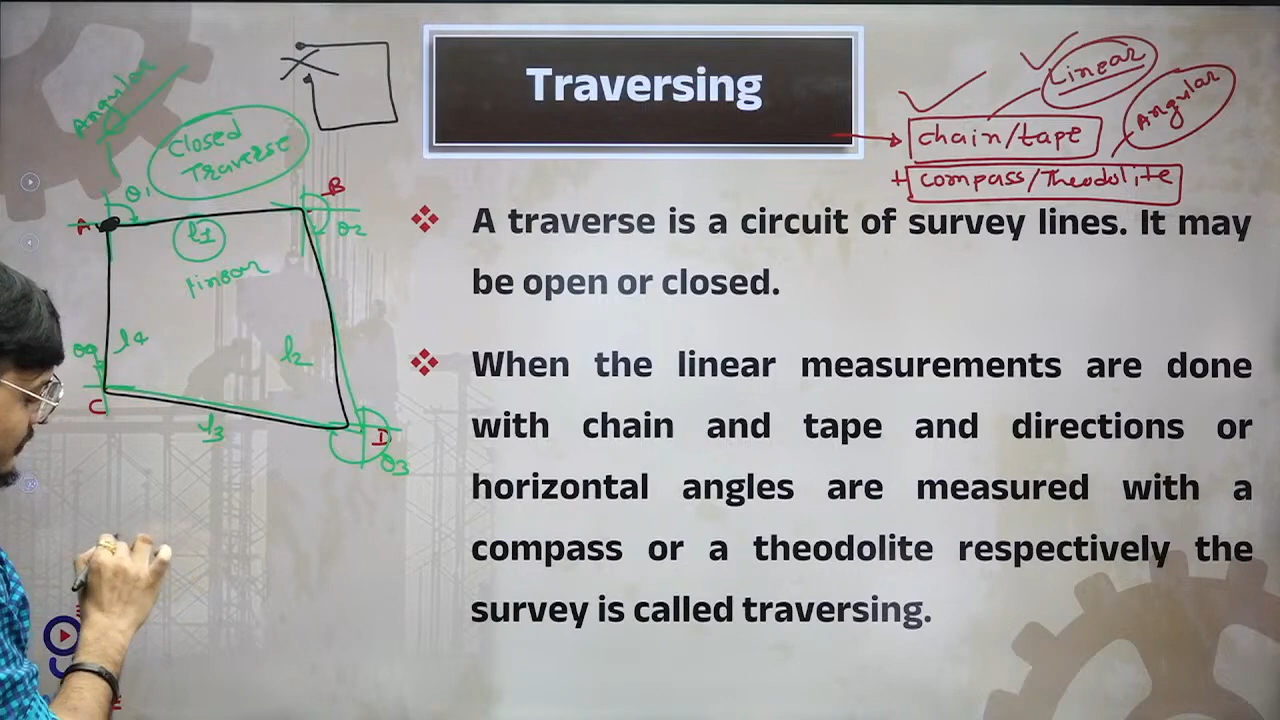 Traversing
Linear
Angular
chain/tape
+ compass/Theodolite
❖ A traverse is a circuit of survey lines. It may
be open or closed.
❖ When the linear measurements are done
with chain and tape and directions or
horizontal angles are measured with a
compass or a theodolite respectively the
survey is called traversing.
Angular
Closed
Traverse
A
θ1
B
l1
θ2
Linear
θ4
l4
l2
C
l3
D
θ3